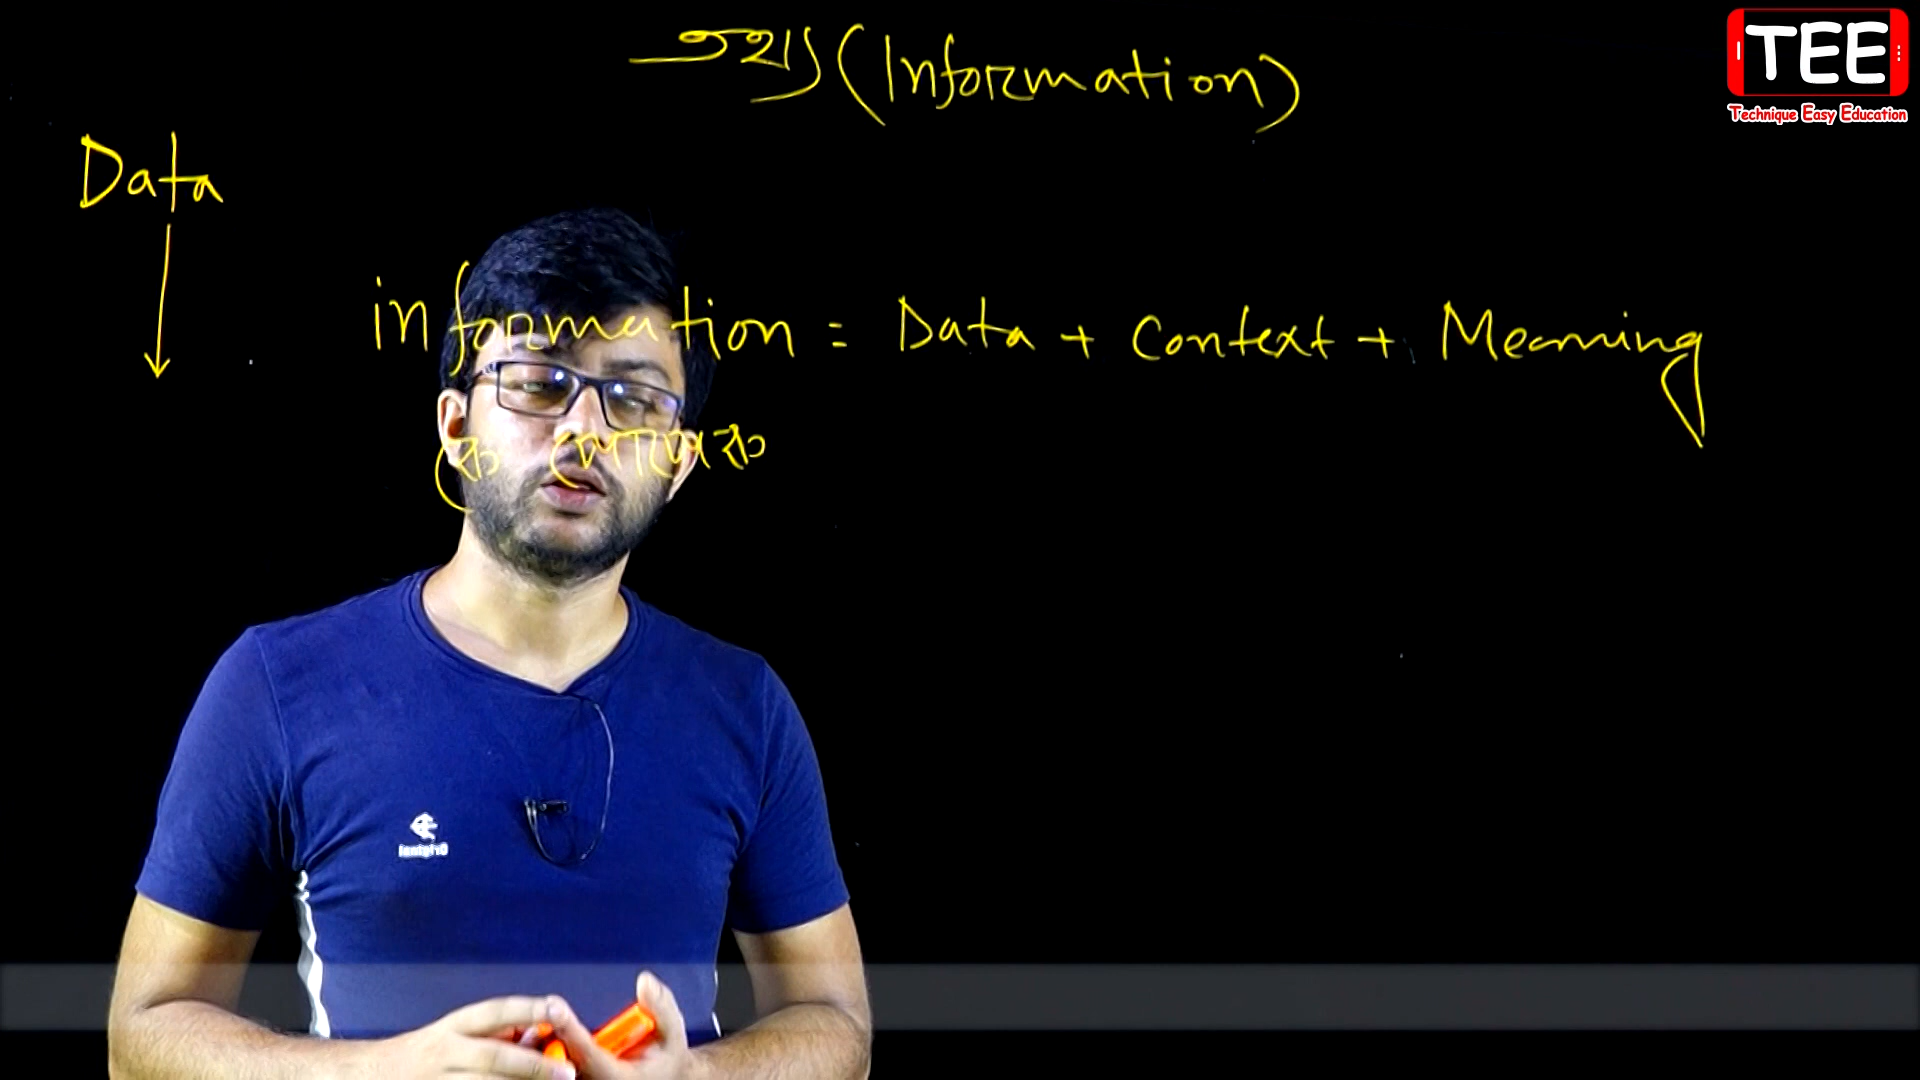 তথ্য (Information)
TEE
Technique Easy Education
Data
information = Data + Context + Meaning